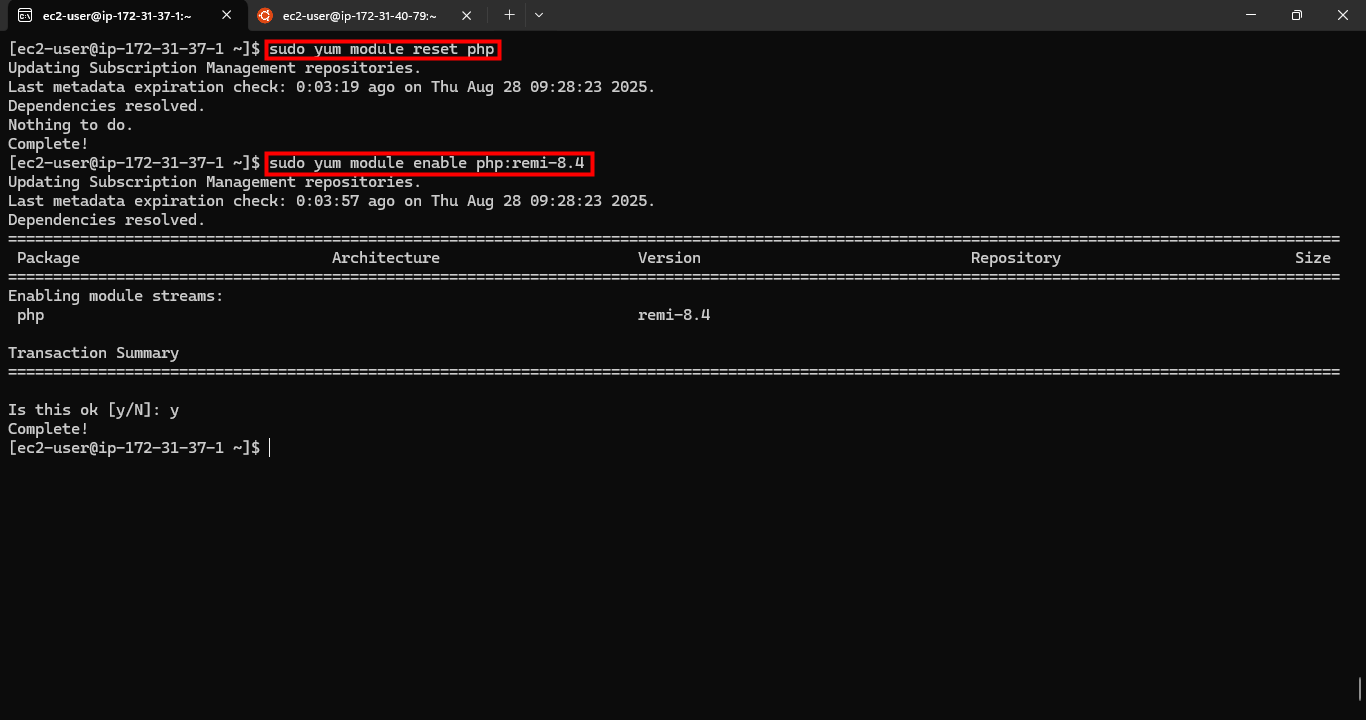 ec2-user@ip-172-31-37-1:~
ec2-user@ip-172-31-40-79:~
[ec2-user@ip-172-31-37-1 ~]$ sudo yum module reset php
Updating Subscription Management repositories.
Last metadata expiration check: 0:03:19 ago on Thu Aug 28 09:28:23 2025.
Dependencies resolved.
Nothing to do.
Complete!
[ec2-user@ip-172-31-37-1 ~]$ sudo yum module enable php:remi-8.4
Updating Subscription Management repositories.
Last metadata expiration check: 0:03:57 ago on Thu Aug 28 09:28:23 2025.
Dependencies resolved.
====================================================================================================================================================
Package Architecture Version Repository Size
====================================================================================================================================================
Enabling module streams:
php remi-8.4
Transaction Summary
====================================================================================================================================================
Is this ok [y/N]: y
Complete!
[ec2-user@ip-172-31-37-1 ~]$